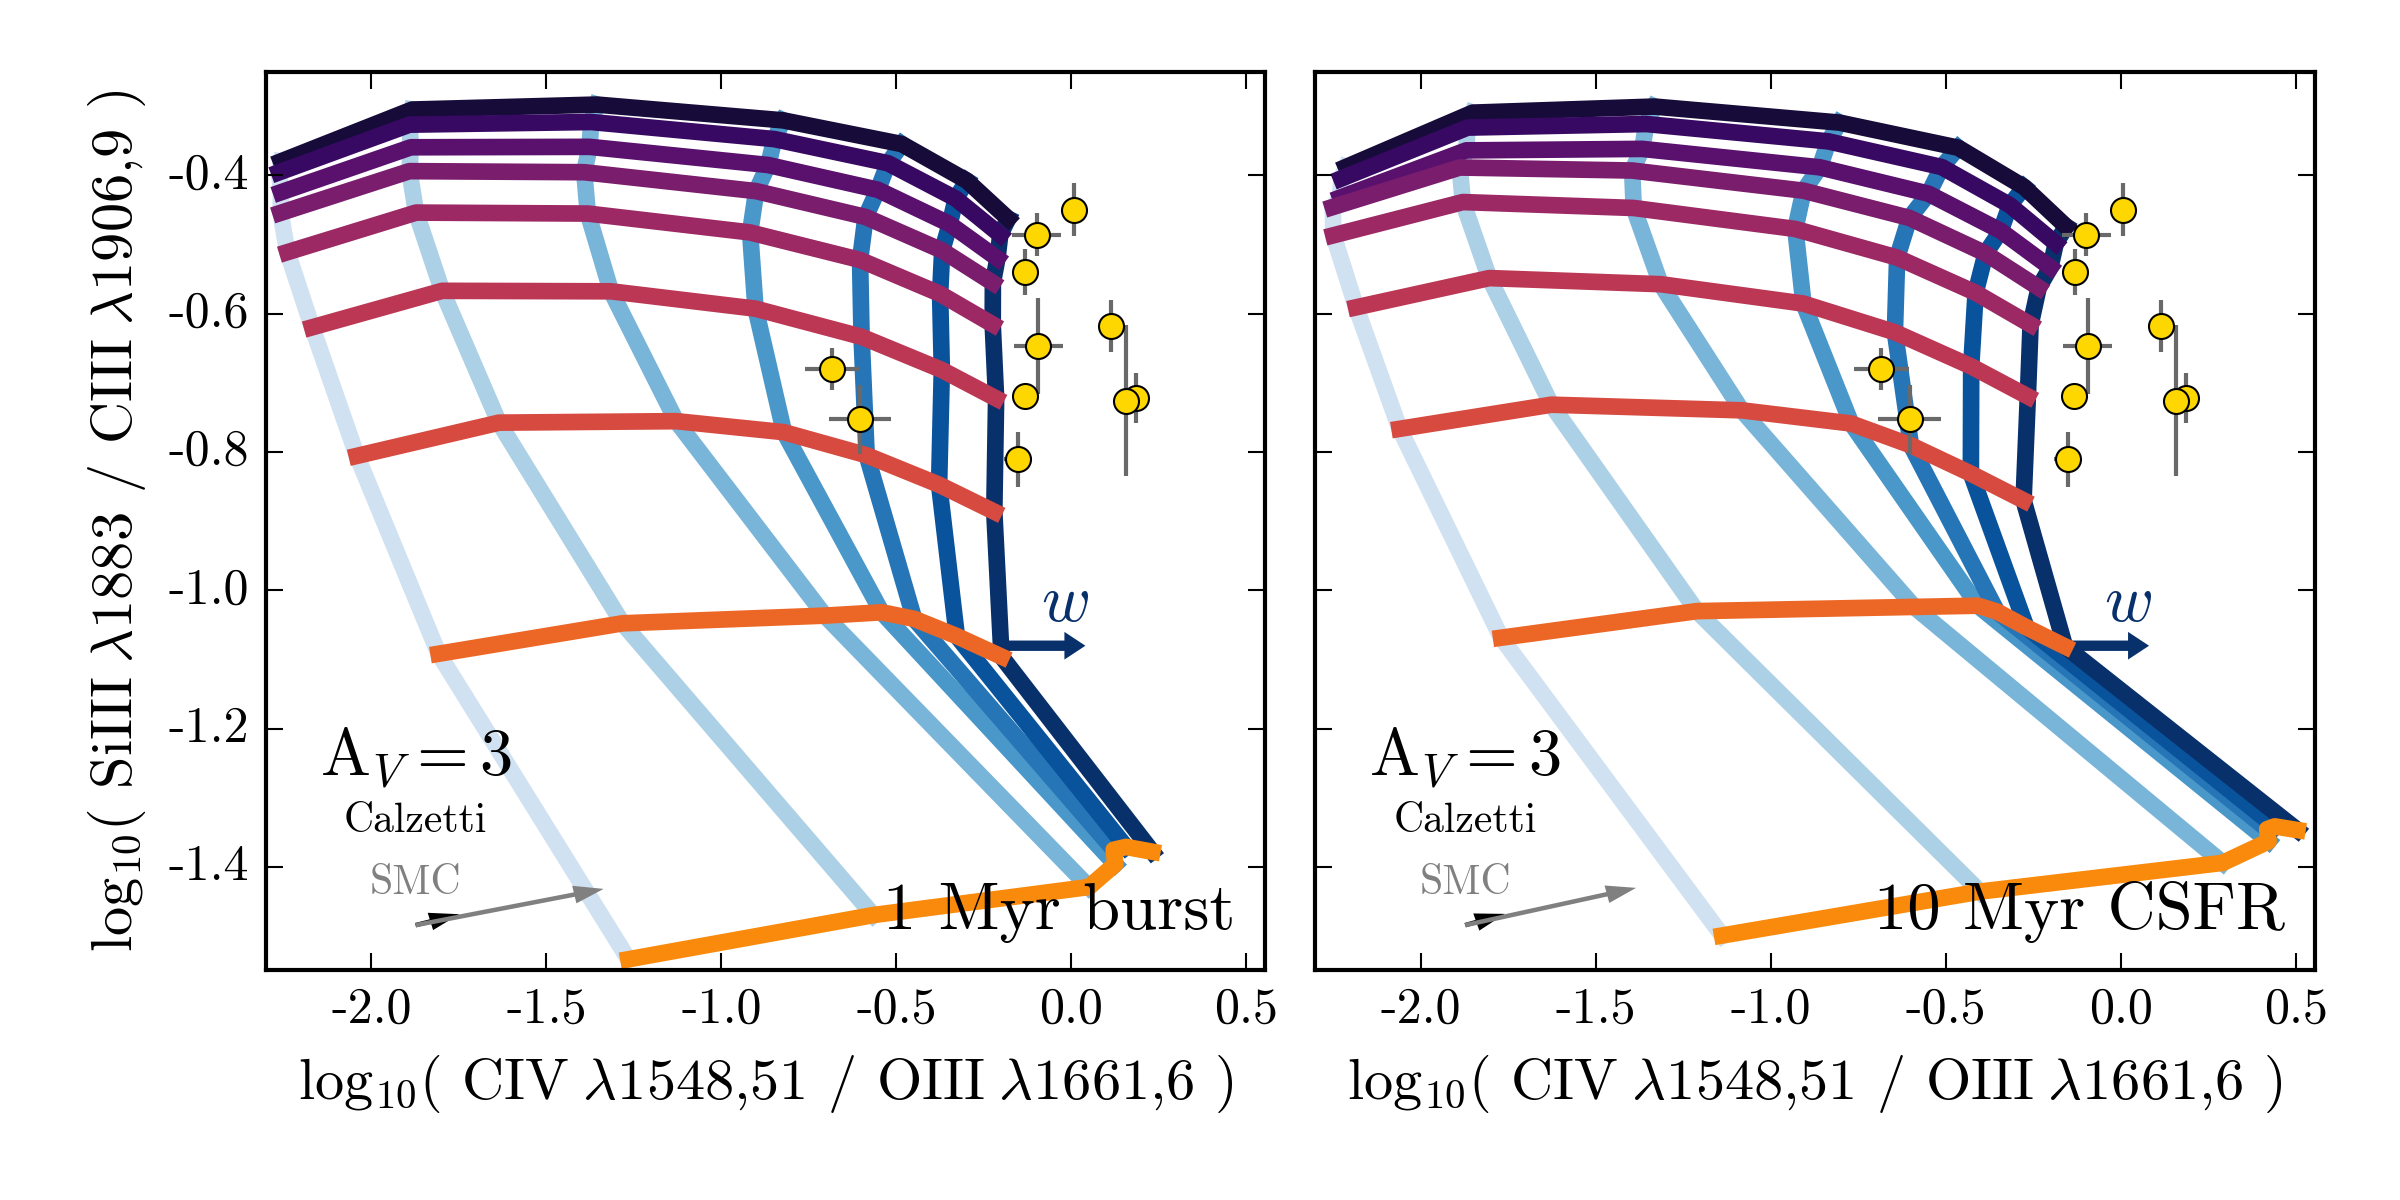 log₁₀( SiIII λ1883 / CIII λ1906,9 )
-0.4
-0.6
-0.8
-1.0
-1.2
-1.4
w
A_V = 3
Calzetti
SMC
1 Myr burst
-2.0 -1.5 -1.0 -0.5 0.0 0.5
log₁₀( CIV λ1548,51 / OIII λ1661,6 )
w
A_V = 3
Calzetti
SMC
10 Myr CSFR
-2.0 -1.5 -1.0 -0.5 0.0 0.5
log₁₀( CIV λ1548,51 / OIII λ1661,6 )